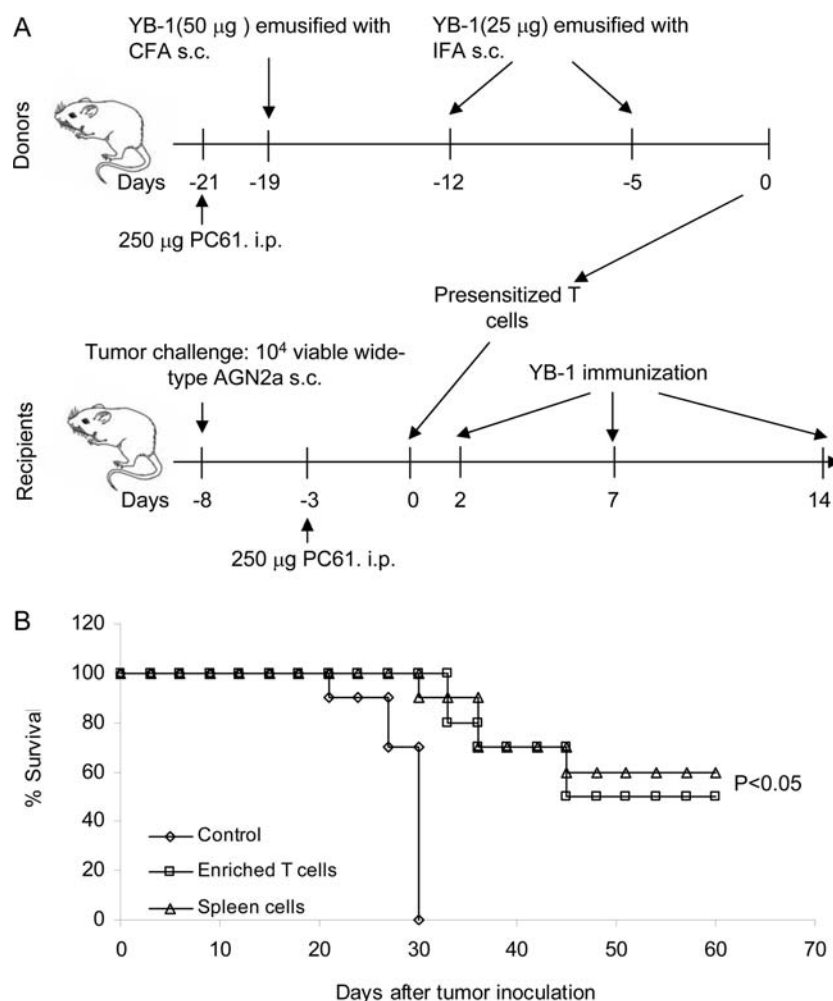 A
YB-1(50 μg ) emusified with
CFA s.c.
YB-1(25 μg) emusified with
IFA s.c.
Donors
Days
-21
-19
-12
-5
0
250 μg PC61. i.p.
Presensitized T
cells
Tumor challenge: 10⁴ viable wide-
type AGN2a s.c.
YB-1 immunization
Recipients
Days
-8
-3
0
2
7
14
250 μg PC61. i.p.
B
120
100
80
60
40
20
0
% Survival
P<0.05
Control
Enriched T cells
Spleen cells
0 10 20 30 40 50 60 70
Days after tumor inoculation